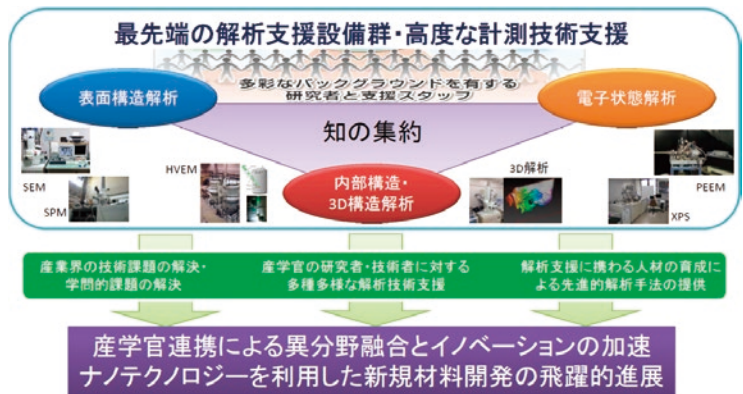 最先端の解析支援設備群・高度な計測技術支援
多彩なバックグラウンドを有する
研究者と支援スタッフ
表面構造解析
電子状態解析
知の集約
SEM
SPM
HVEM
内部構造・
3D構造解析
3D解析
PEEM
XPS
産業界の技術課題の解決・
学問的課題の解決
産学官の研究者・技術者に対する
多種多様な解析技術支援
解析支援に携わる人材の育成に
よる先進的解析手法の提供
産学官連携による異分野融合とイノベーションの加速
ナノテクノロジーを利用した新規材料開発の飛躍的進展